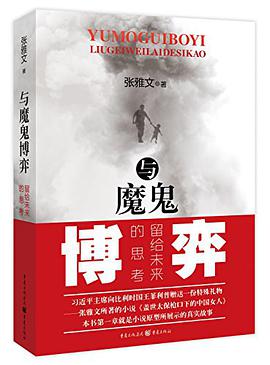 YUMOGUIBOYI
LIUGEIWEILAIDESIKAO
张雅文 著
与
魔鬼
博弈
留给未来
的思考
习近平主席向比利时国王菲利普赠送一份特殊礼物
——张雅文所著的小说《盖世太保枪口下的中国女人》
本书第一章就是小说原型所展示的真实故事
张雅文 著
与魔鬼博弈
留给未来
的思考